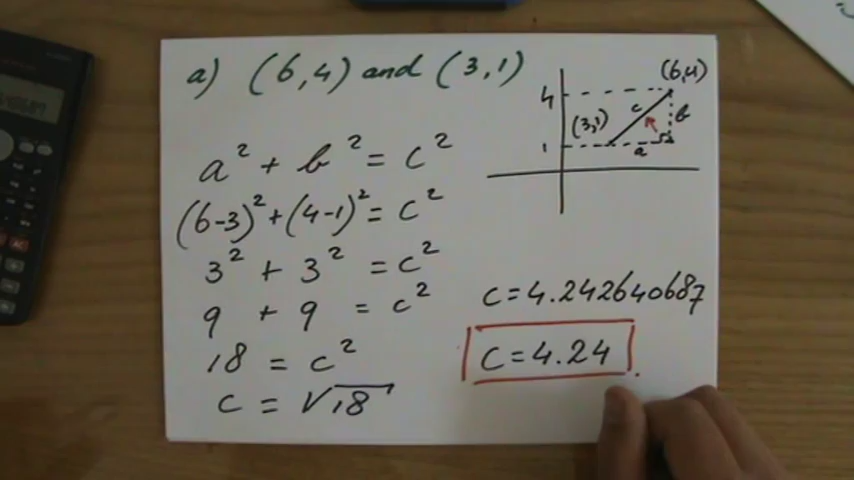 a) (6,4) and (3,1)
a² + b² = c²
(6-3)² + (4-1)² = c²
3² + 3² = c²
9 + 9 = c²
18 = c²
c = √18
(6,4)
4
c
b
(3,1)
1
a
c = 4.242640687
c = 4.24